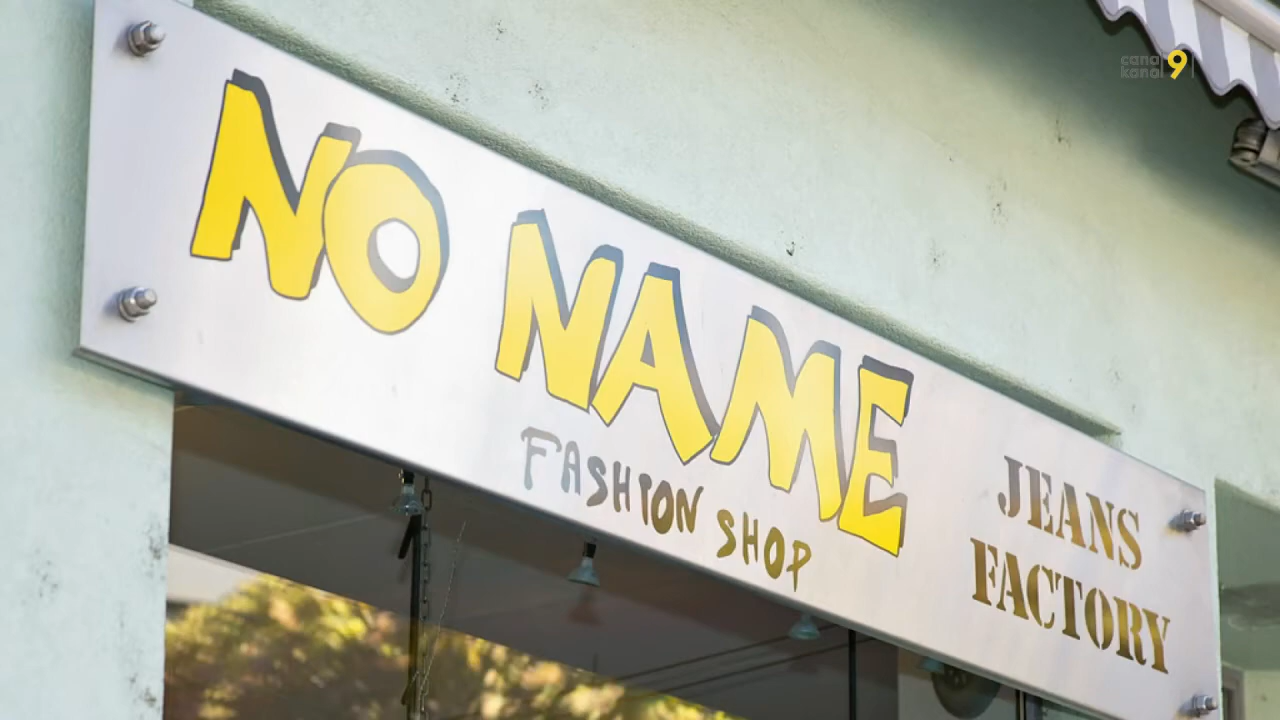 canal 9
kanal
NO NAME
FASHION SHOP
JEANS
FACTORY